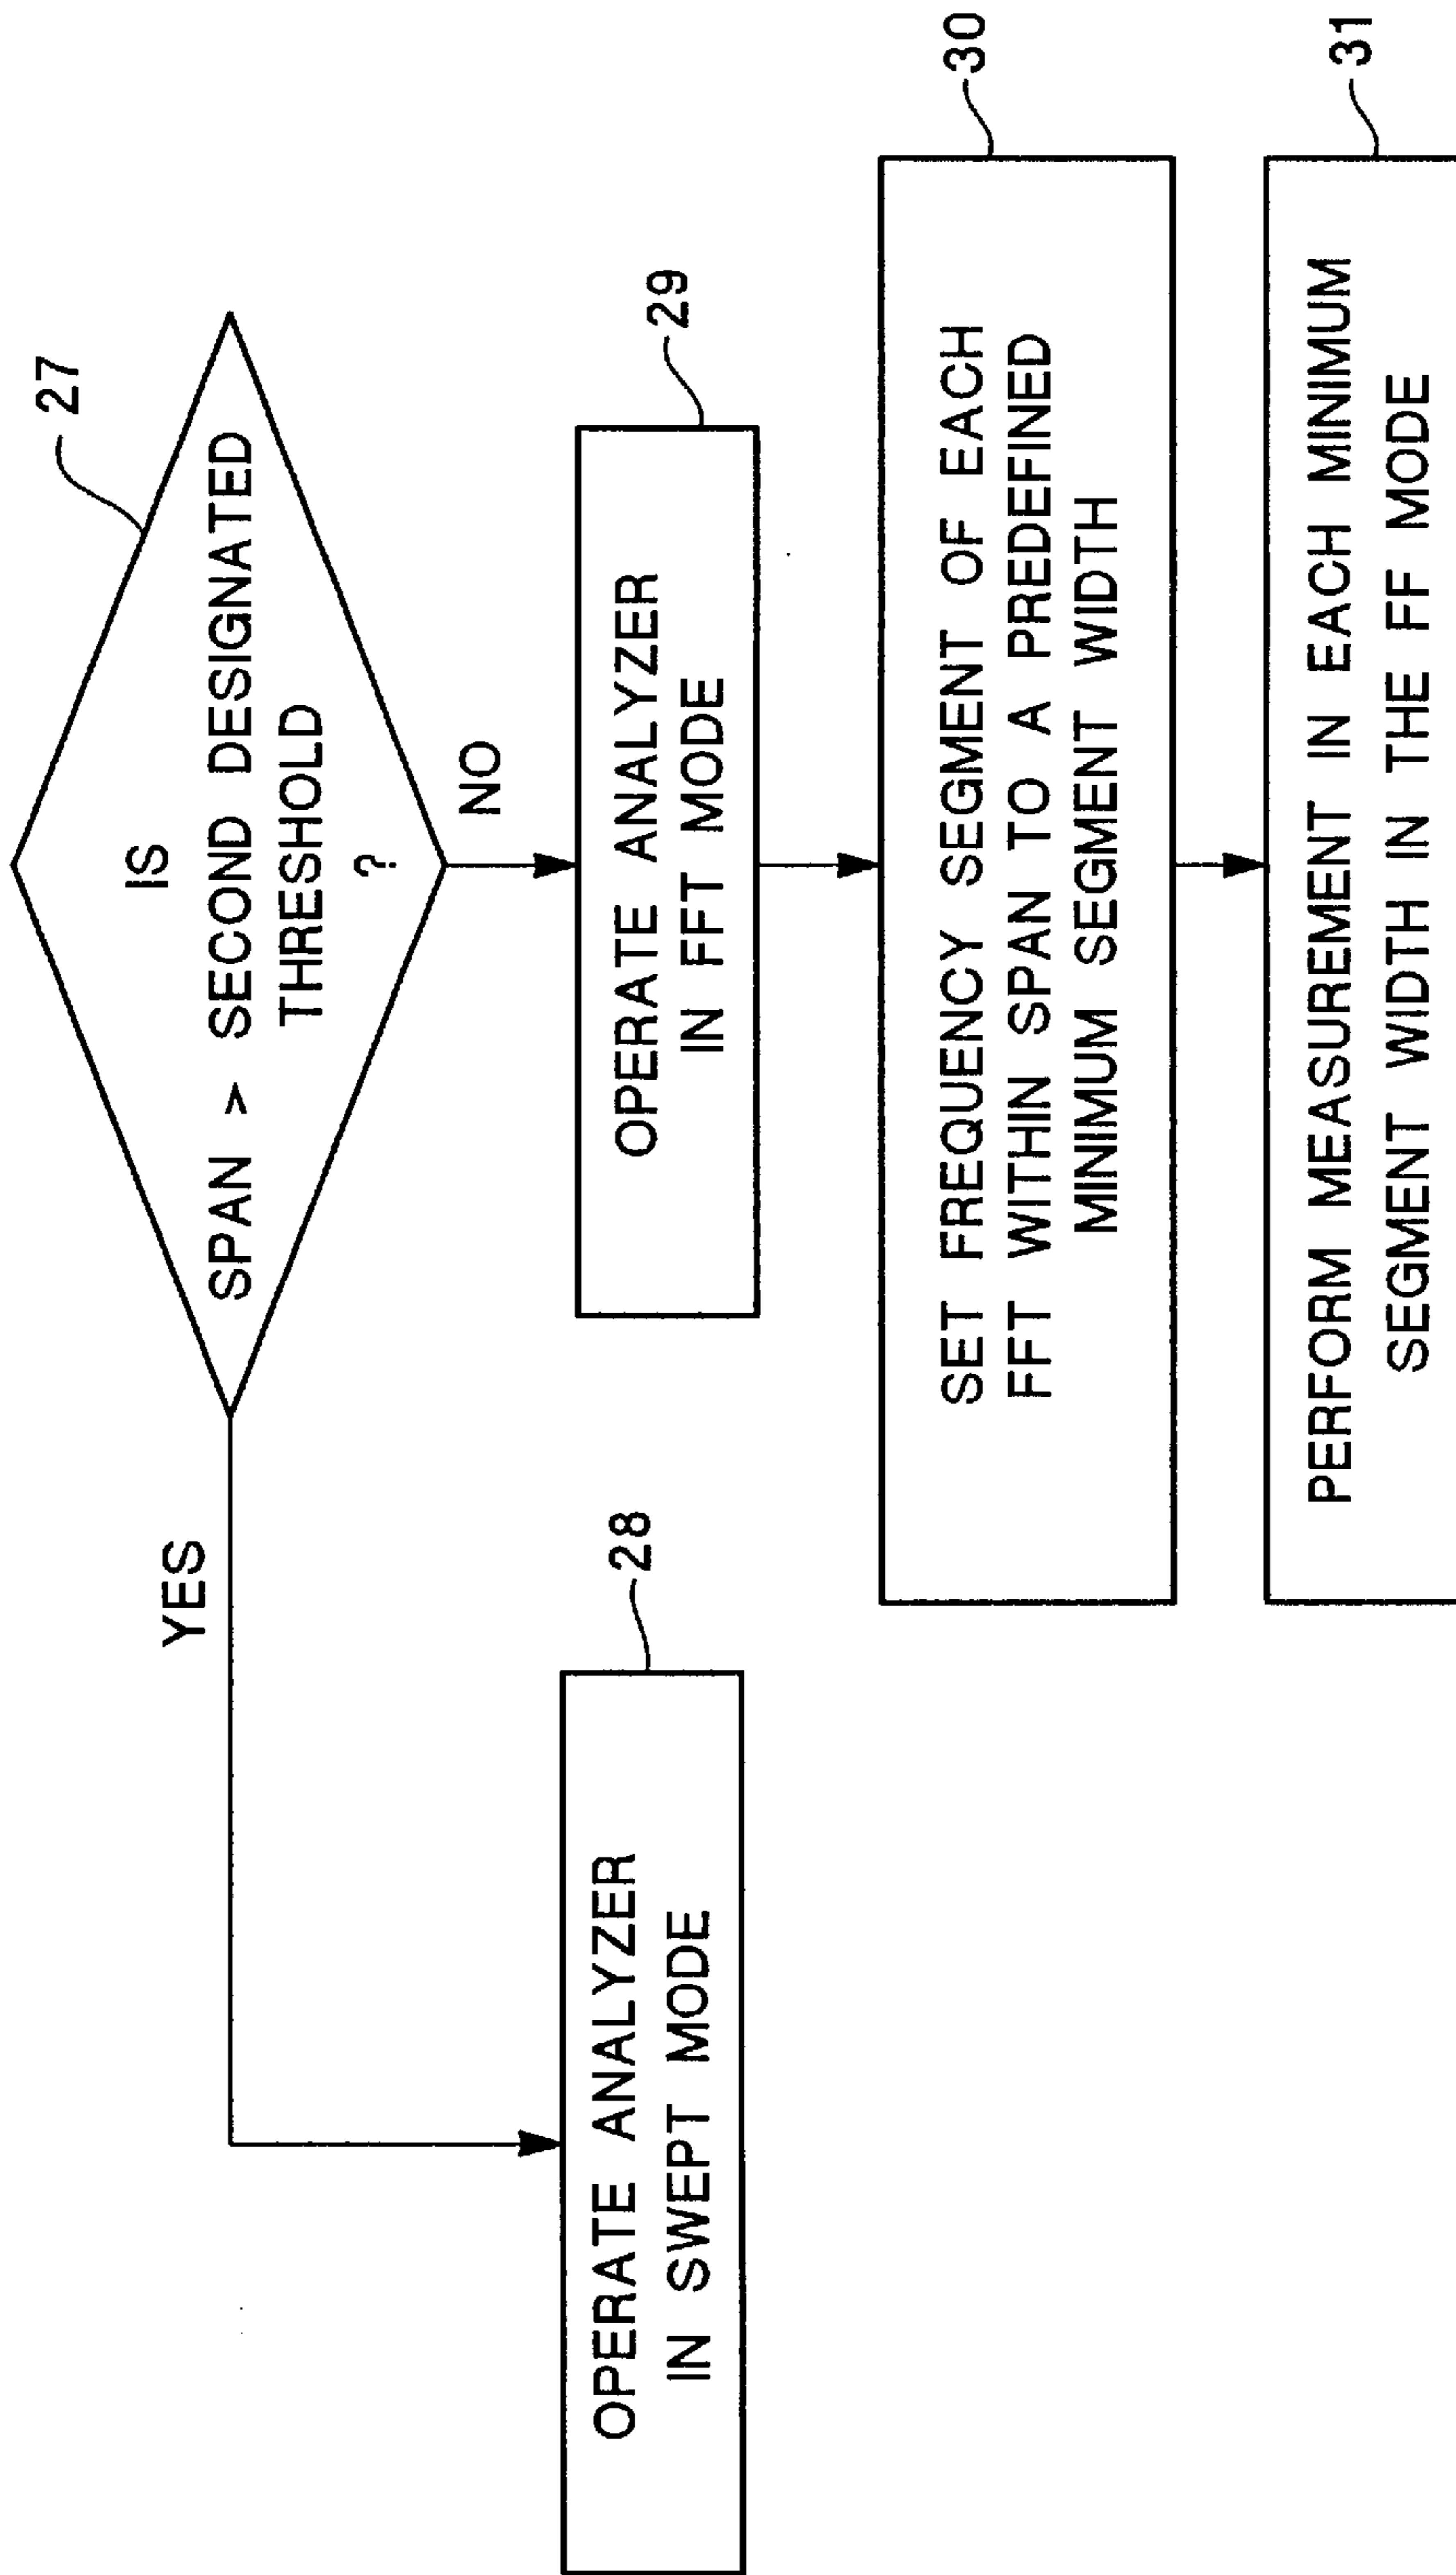 27
IS
SPAN > SECOND DESIGNATED
THRESHOLD
?
YES
NO
28
OPERATE ANALYZER
IN SWEPT MODE
29
OPERATE ANALYZER
IN FFT MODE
30
SET FREQUENCY SEGMENT OF EACH
FFT WITHIN SPAN TO A PREDEFINED
MINIMUM SEGMENT WIDTH
31
PERFORM MEASUREMENT IN EACH MINIMUM
SEGMENT WIDTH IN THE FF MODE